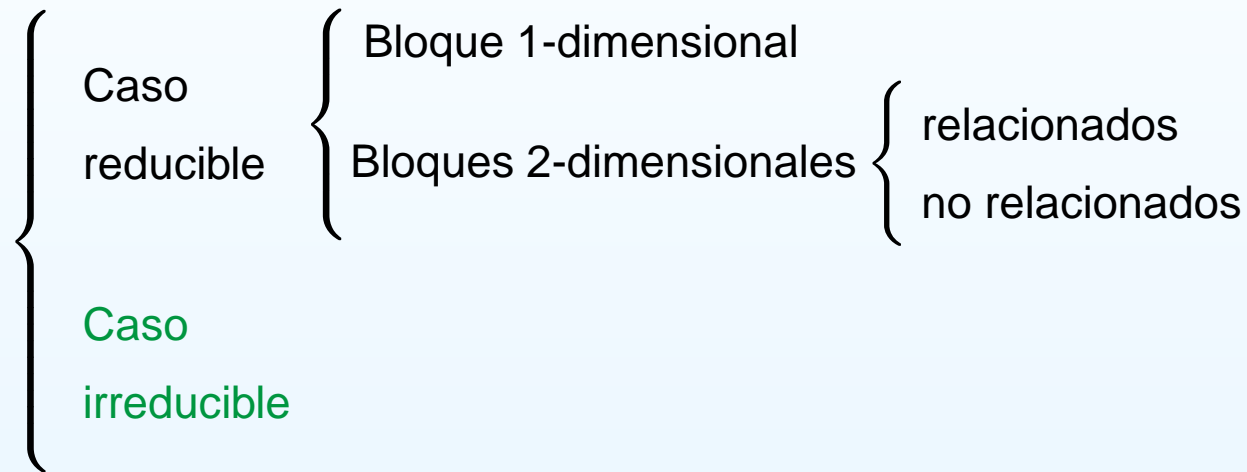 Caso
reducible
Bloque 1-dimensional
Bloques 2-dimensionales
relacionados
no relacionados
Caso
irreducible